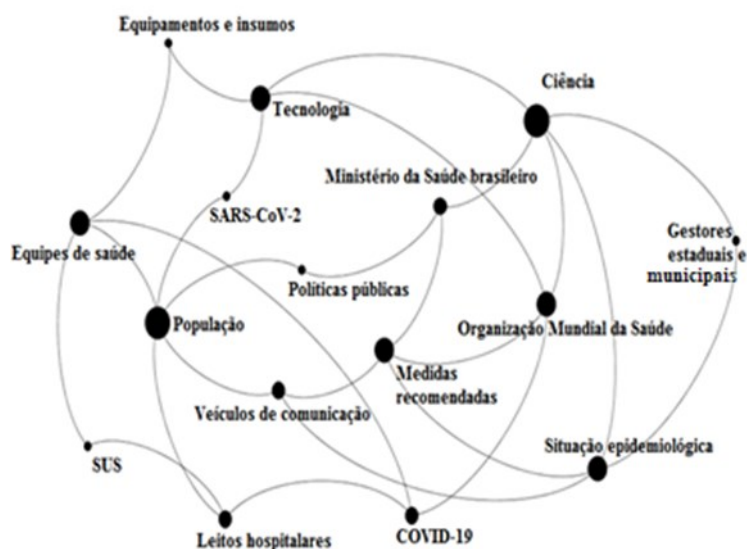 Equipamentos e insumos
Ciência
Tecnologia
Ministério da Saúde brasileiro
SARS-CoV-2
Gestores
estaduais e
municipais
Equipes de saúde
Políticas públicas
População
Organização Mundial da Saúde
Medidas
recomendadas
Veículos de comunicação
Situação epidemiológica
SUS
COVID-19
Leitos hospitalares